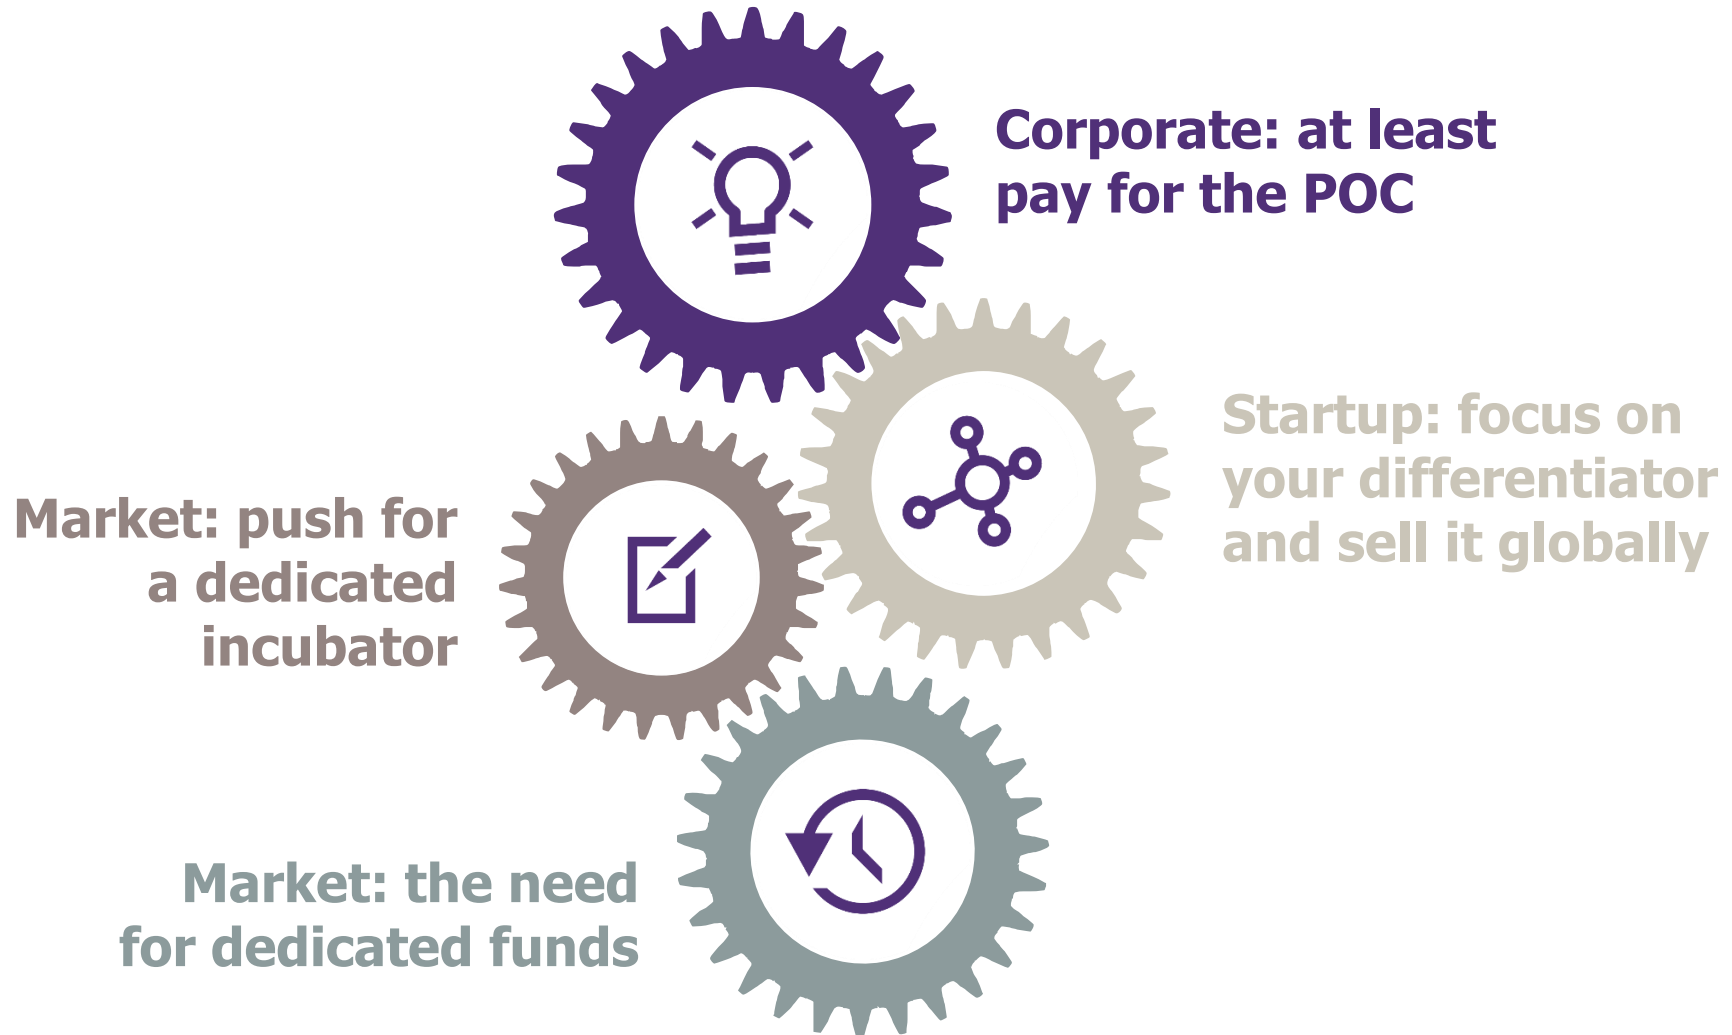 Corporate: at least
pay for the POC
Startup: focus on
your differentiator
and sell it globally
Market: push for
a dedicated
incubator
Market: the need
for dedicated funds